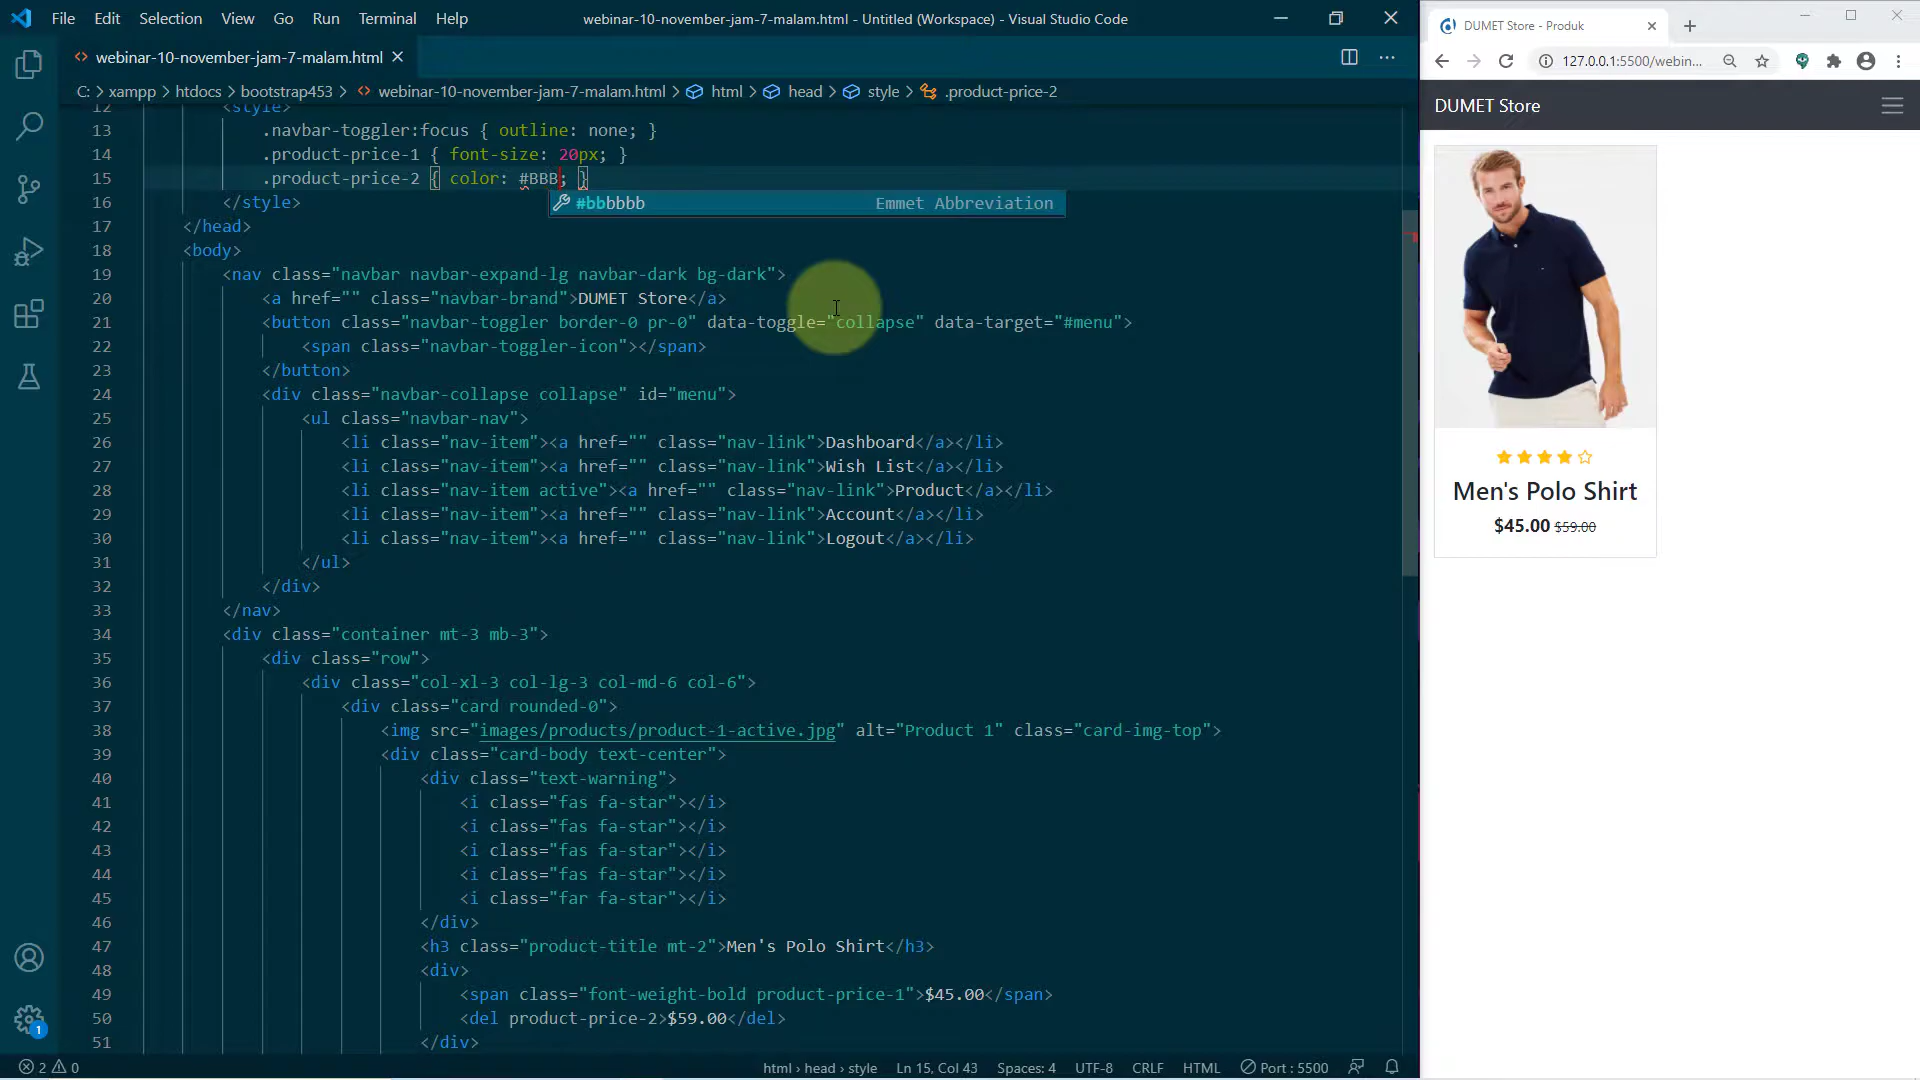 File Edit Selection View Go Run Terminal Help
webinar-10-november-jam-7-malam.html - Untitled (Workspace) - Visual Studio Code
webinar-10-november-jam-7-malam.html
C: > xampp > htdocs > bootstrap453 > webinar-10-november-jam-7-malam.html > html > head > style > .product-price-2
12 <style>
13 .navbar-toggler:focus { outline: none; }
14 .product-price-1 { font-size: 20px; }
15 .product-price-2 { color: #BBB; }
#bbbbbb Emmet Abbreviation
16 </style>
17 </head>
18 <body>
19 <nav class="navbar navbar-expand-lg navbar-dark bg-dark">
20 <a href="" class="navbar-brand">DUMET Store</a>
21 <button class="navbar-toggler border-0 pr-0" data-toggle="collapse" data-target="#menu">
22 <span class="navbar-toggler-icon"></span>
23 </button>
24 <div class="navbar-collapse collapse" id="menu">
25 <ul class="navbar-nav">
26 <li class="nav-item"><a href="" class="nav-link">Dashboard</a></li>
27 <li class="nav-item"><a href="" class="nav-link">Wish List</a></li>
28 <li class="nav-item active"><a href="" class="nav-link">Product</a></li>
29 <li class="nav-item"><a href="" class="nav-link">Account</a></li>
30 <li class="nav-item"><a href="" class="nav-link">Logout</a></li>
31 </ul>
32 </div>
33 </nav>
34 <div class="container mt-3 mb-3">
35 <div class="row">
36 <div class="col-xl-3 col-lg-3 col-md-6 col-6">
37 <div class="card rounded-0">
38 <img src="images/products/product-1-active.jpg" alt="Product 1" class="card-img-top">
39 <div class="card-body text-center">
40 <div class="text-warning">
41 <i class="fas fa-star"></i>
42 <i class="fas fa-star"></i>
43 <i class="fas fa-star"></i>
44 <i class="fas fa-star"></i>
45 <i class="far fa-star"></i>
46 </div>
47 <h3 class="product-title mt-2">Men's Polo Shirt</h3>
48 <div>
49 <span class="font-weight-bold product-price-1">$45.00</span>
50 <del product-price-2>$59.00</del>
51 </div>
1
2 0
html > head > style Ln 15, Col 43 Spaces: 4 UTF-8 CRLF HTML Port : 5500
DUMET Store - Produk
127.0.0.1:5500/webin...
DUMET Store
Men's Polo Shirt
$45.00 $59.00